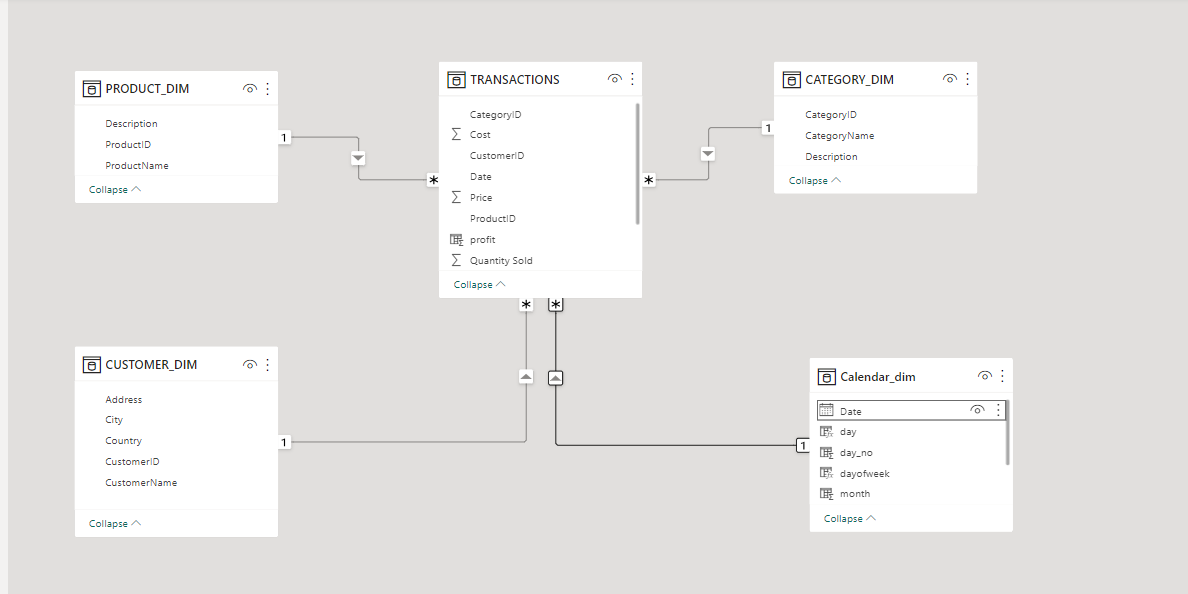 PRODUCT_DIM
Description
ProductID
ProductName
Collapse
1
*
TRANSACTIONS
CategoryID
Cost
CustomerID
Date
Price
ProductID
profit
Quantity Sold
Collapse
*
1
CATEGORY_DIM
CategoryID
CategoryName
Description
Collapse
*
*
CUSTOMER_DIM
Address
City
Country
CustomerID
CustomerName
Collapse
1
1
Calendar_dim
Date
day
day_no
dayofweek
month
Collapse